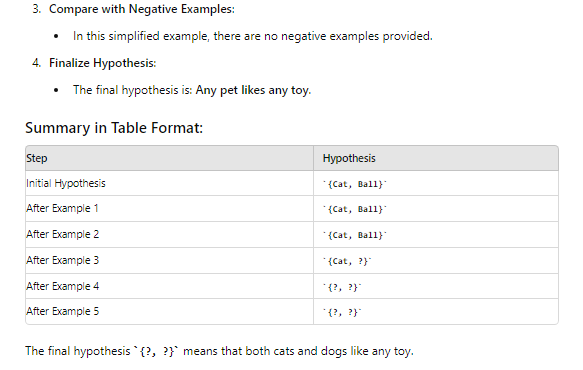 3. Compare with Negative Examples:
• In this simplified example, there are no negative examples provided.
4. Finalize Hypothesis:
• The final hypothesis is: Any pet likes any toy.
Summary in Table Format:
Step Hypothesis
Initial Hypothesis `{Cat, Ball}`
After Example 1 `{Cat, Ball}`
After Example 2 `{Cat, Ball}`
After Example 3 `{Cat, ?}`
After Example 4 `{?, ?}`
After Example 5 `{?, ?}`
The final hypothesis `{?, ?}` means that both cats and dogs like any toy.